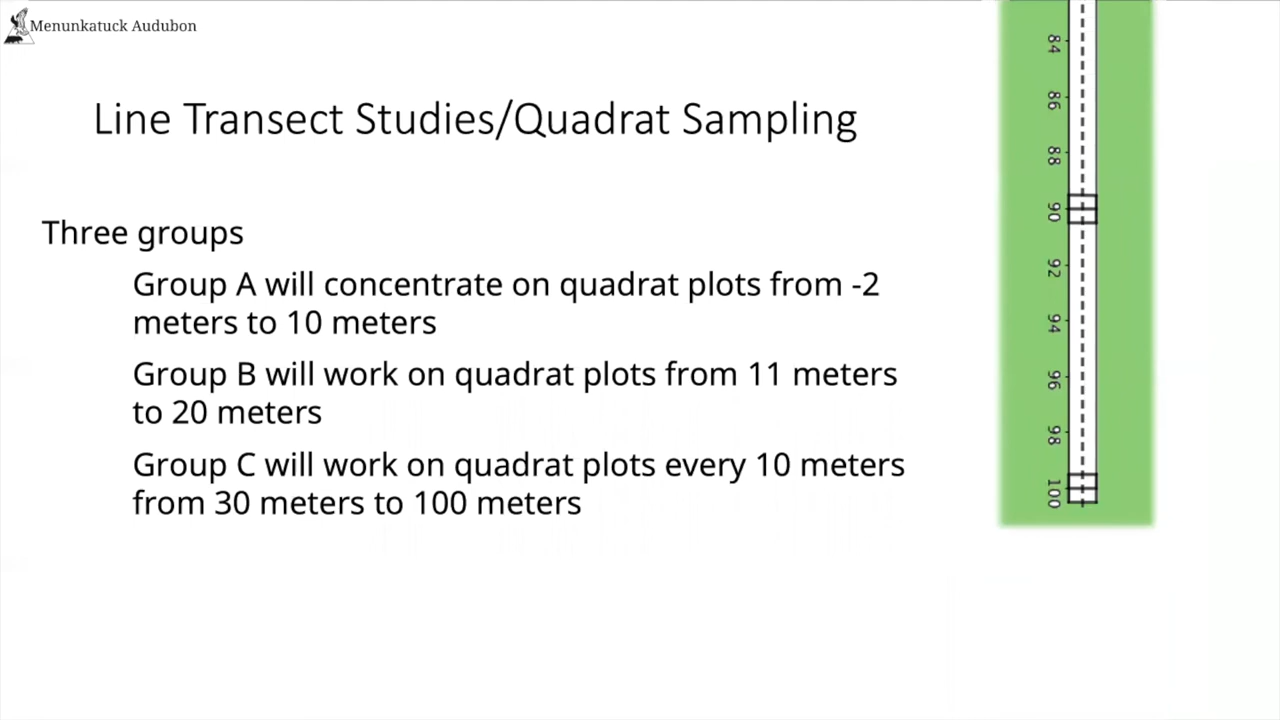 Menunkatuck Audubon
Line Transect Studies/Quadrat Sampling
Three groups
Group A will concentrate on quadrat plots from -2
meters to 10 meters
Group B will work on quadrat plots from 11 meters
to 20 meters
Group C will work on quadrat plots every 10 meters
from 30 meters to 100 meters
84
86
88
90
92
94
96
98
100